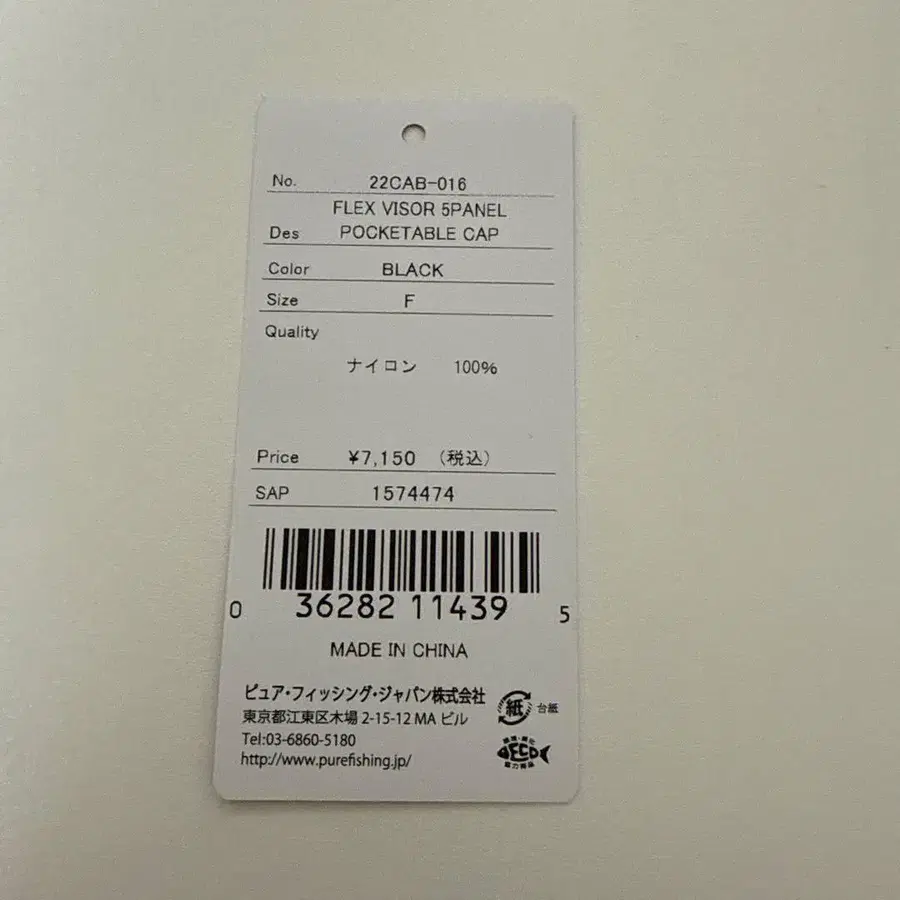 No. 22CAB-016
FLEX VISOR 5PANEL
Des POCKETABLE CAP
Color BLACK
Size F
Quality
ナイロン 100%
Price ¥7,150 (税込)
SAP 1574474
0 36282 11439 5
MADE IN CHINA
ピュア・フィッシング・ジャパン株式会社
東京都江東区木場 2-15-12 MA ビル
Tel:03-6860-5180
http://www.purefishing.jp/
紙 台紙
ECO